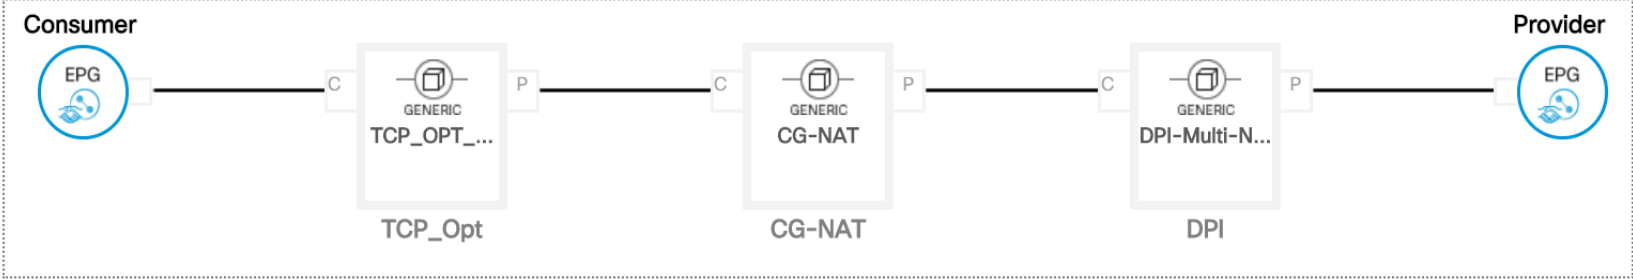 Consumer
Provider
EPG
C
GENERIC
TCP_OPT_...
P
TCP_Opt
C
GENERIC
CG-NAT
P
CG-NAT
C
GENERIC
DPI-Multi-N...
P
DPI
EPG